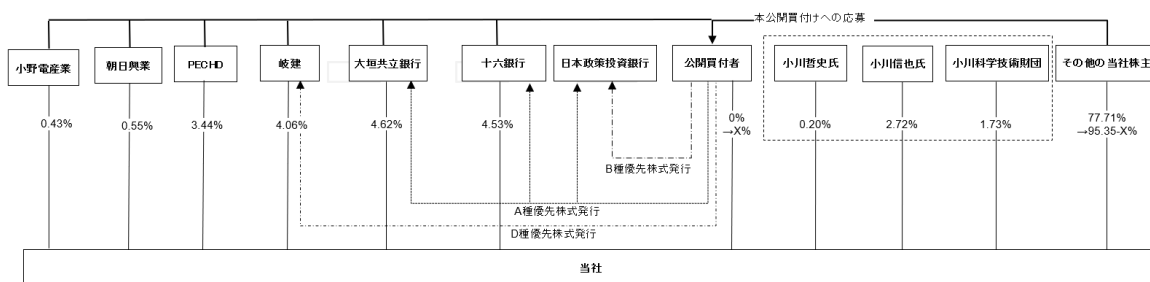 本公開買付けへの応募
小野電産業
朝日興業
PECHD
岐建
大垣共立銀行
十六銀行
日本政策投資銀行
公開買付者
小川哲史氏
小川信也氏
小川科学技術財団
その他の当社株主
0.43%
0.55%
3.44%
4.06%
4.62%
4.53%
0%
→X%
0.20%
2.72%
1.73%
77.71%
→95.35-X%
B種優先株式発行
A種優先株式発行
D種優先株式発行
当社